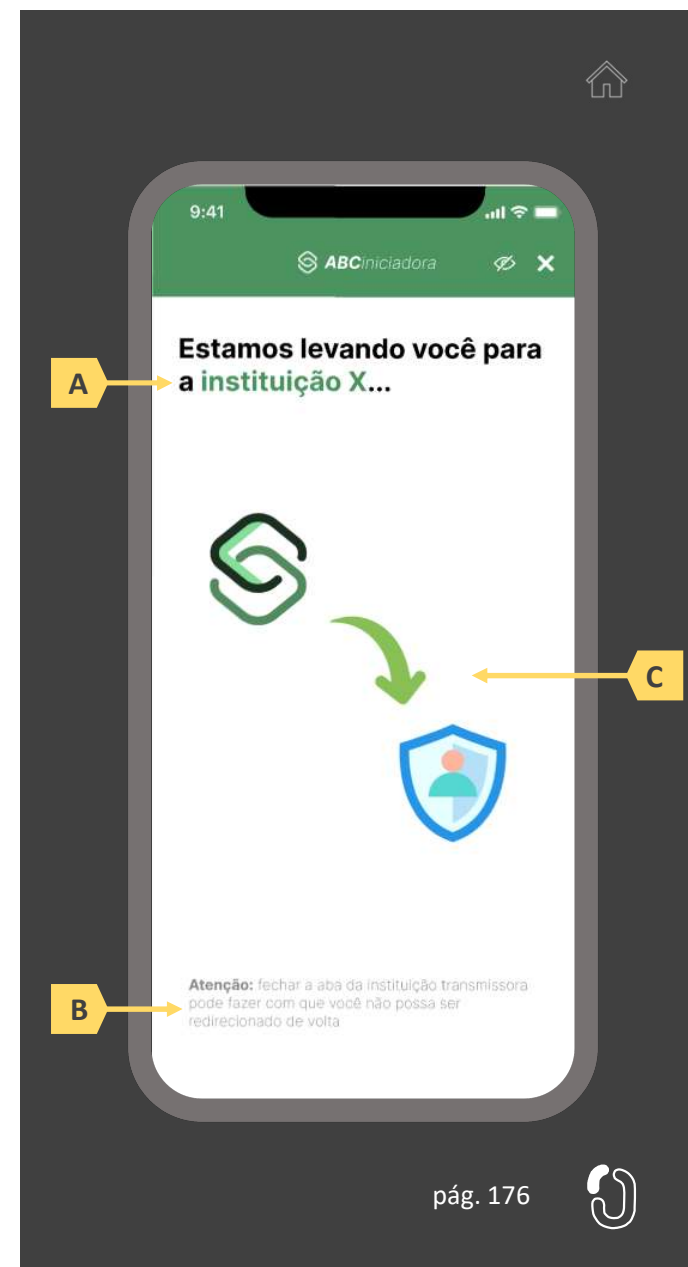 9:41
ABCiniciadora
Estamos levando você para
a instituição X...
A
C
Atenção: fechar a aba da instituição transmissora
pode fazer com que você não possa ser
redirecionado de volta
B
pág. 176